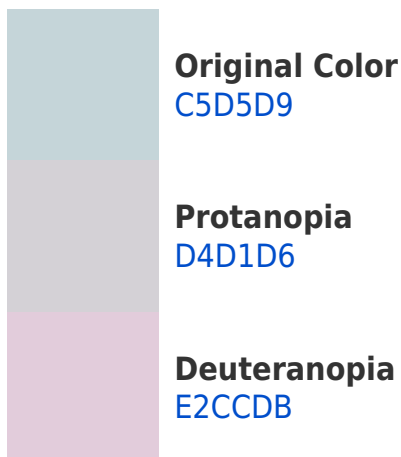 Original Color
C5D5D9
Protanopia
D4D1D6
Deuteranopia
E2CCDB